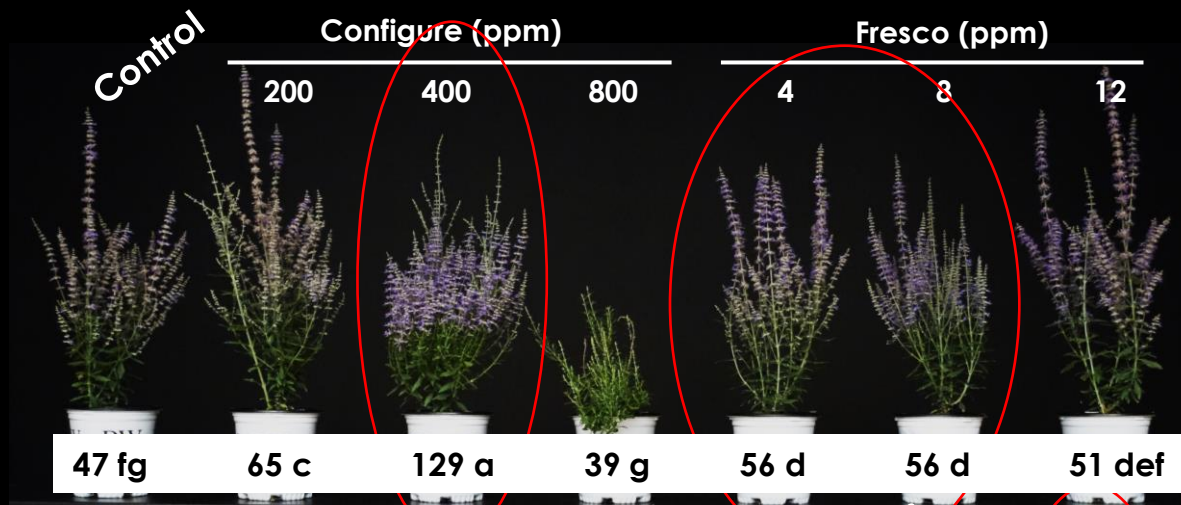 Control
Configure (ppm)
Fresco (ppm)
200 400 800 4 8 12
47 fg 65 c 129 a 39 g 56 d 56 d 51 def